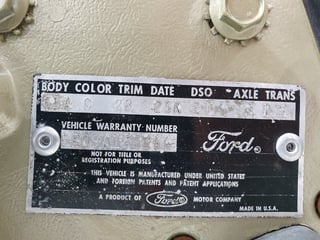 BODY COLOR TRIM DATE DSO AXLE TRANS
VEHICLE WARRANTY NUMBER
Ford
NOT FOR TITLE OR
REGISTRATION PURPOSES
THIS VEHICLE IS MANUFACTURED UNDER UNITED STATES
AND FOREIGN PATENTS AND PATENT APPLICATIONS
A PRODUCT OF Ford MOTOR COMPANY
MADE IN U.S.A.